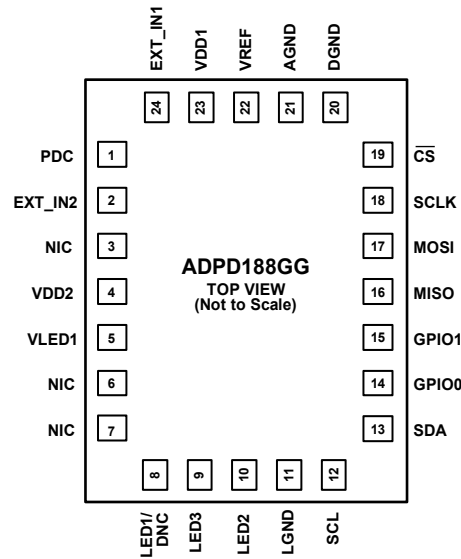 EXT_IN1
VDD1
VREF
AGND
DGND
24
23
22
21
20
PDC 1
EXT_IN2 2
NIC 3
VDD2 4
VLED1 5
NIC 6
NIC 7
ADPD188GG
TOP VIEW
(Not to Scale)
19 CS
18 SCLK
17 MOSI
16 MISO
15 GPIO1
14 GPIO0
13 SDA
8
9
10
11
12
LED1/
DNC
LED3
LED2
LGND
SCL